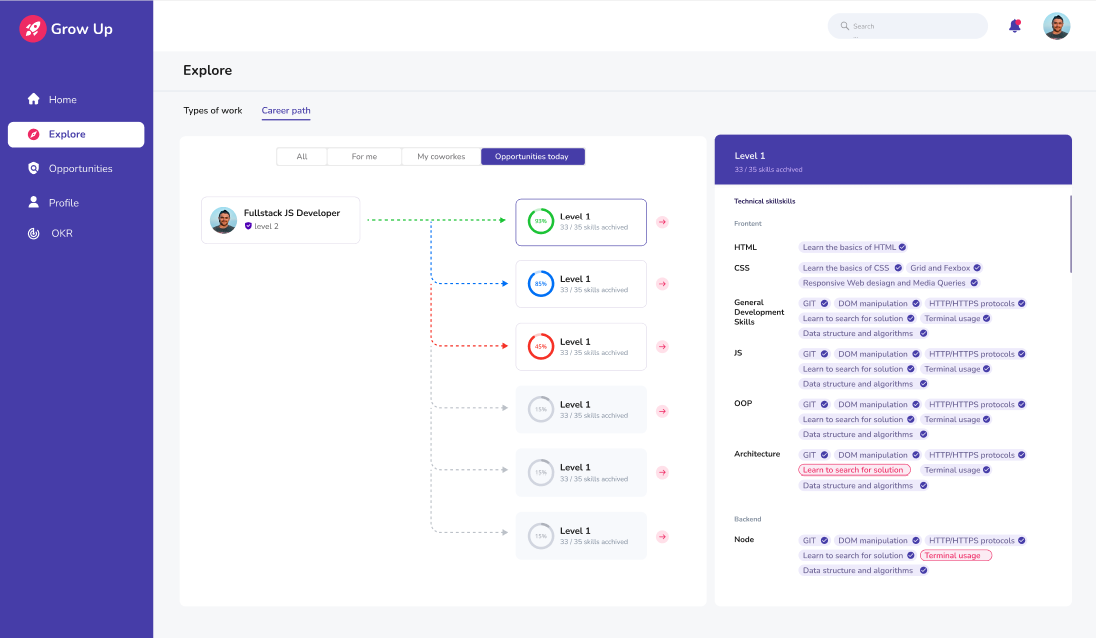 Grow Up
Search
Home
Explore
Opportunities
Profile
OKR
Explore
Types of work
Career path
All
For me
My coworkes
Opportunities today
Fullstack JS Developer
level 2
93%
Level 1
33 / 35 skills acchived
85%
Level 1
33 / 35 skills acchived
45%
Level 1
33 / 35 skills acchived
15%
Level 1
33 / 35 skills acchived
15%
Level 1
33 / 35 skills acchived
15%
Level 1
33 / 35 skills acchived
Level 1
33 / 35 skills acchived
Technical skillskills
Frontent
HTML
Learn the basics of HTML
CSS
Learn the basics of CSS
Grid and Fexbox
Responsive Web desiagn and Media Queries
General
Development
Skills
GIT
DOM manipulation
HTTP/HTTPS protocols
Learn to search for solution
Terminal usage
Data structure and algorithms
JS
GIT
DOM manipulation
HTTP/HTTPS protocols
Learn to search for solution
Terminal usage
Data structure and algorithms
OOP
GIT
DOM manipulation
HTTP/HTTPS protocols
Learn to search for solution
Terminal usage
Data structure and algorithms
Architecture
GIT
DOM manipulation
HTTP/HTTPS protocols
Learn to search for solution
Terminal usage
Data structure and algorithms
Backend
Node
GIT
DOM manipulation
HTTP/HTTPS protocols
Learn to search for solution
Terminal usage
Data structure and algorithms